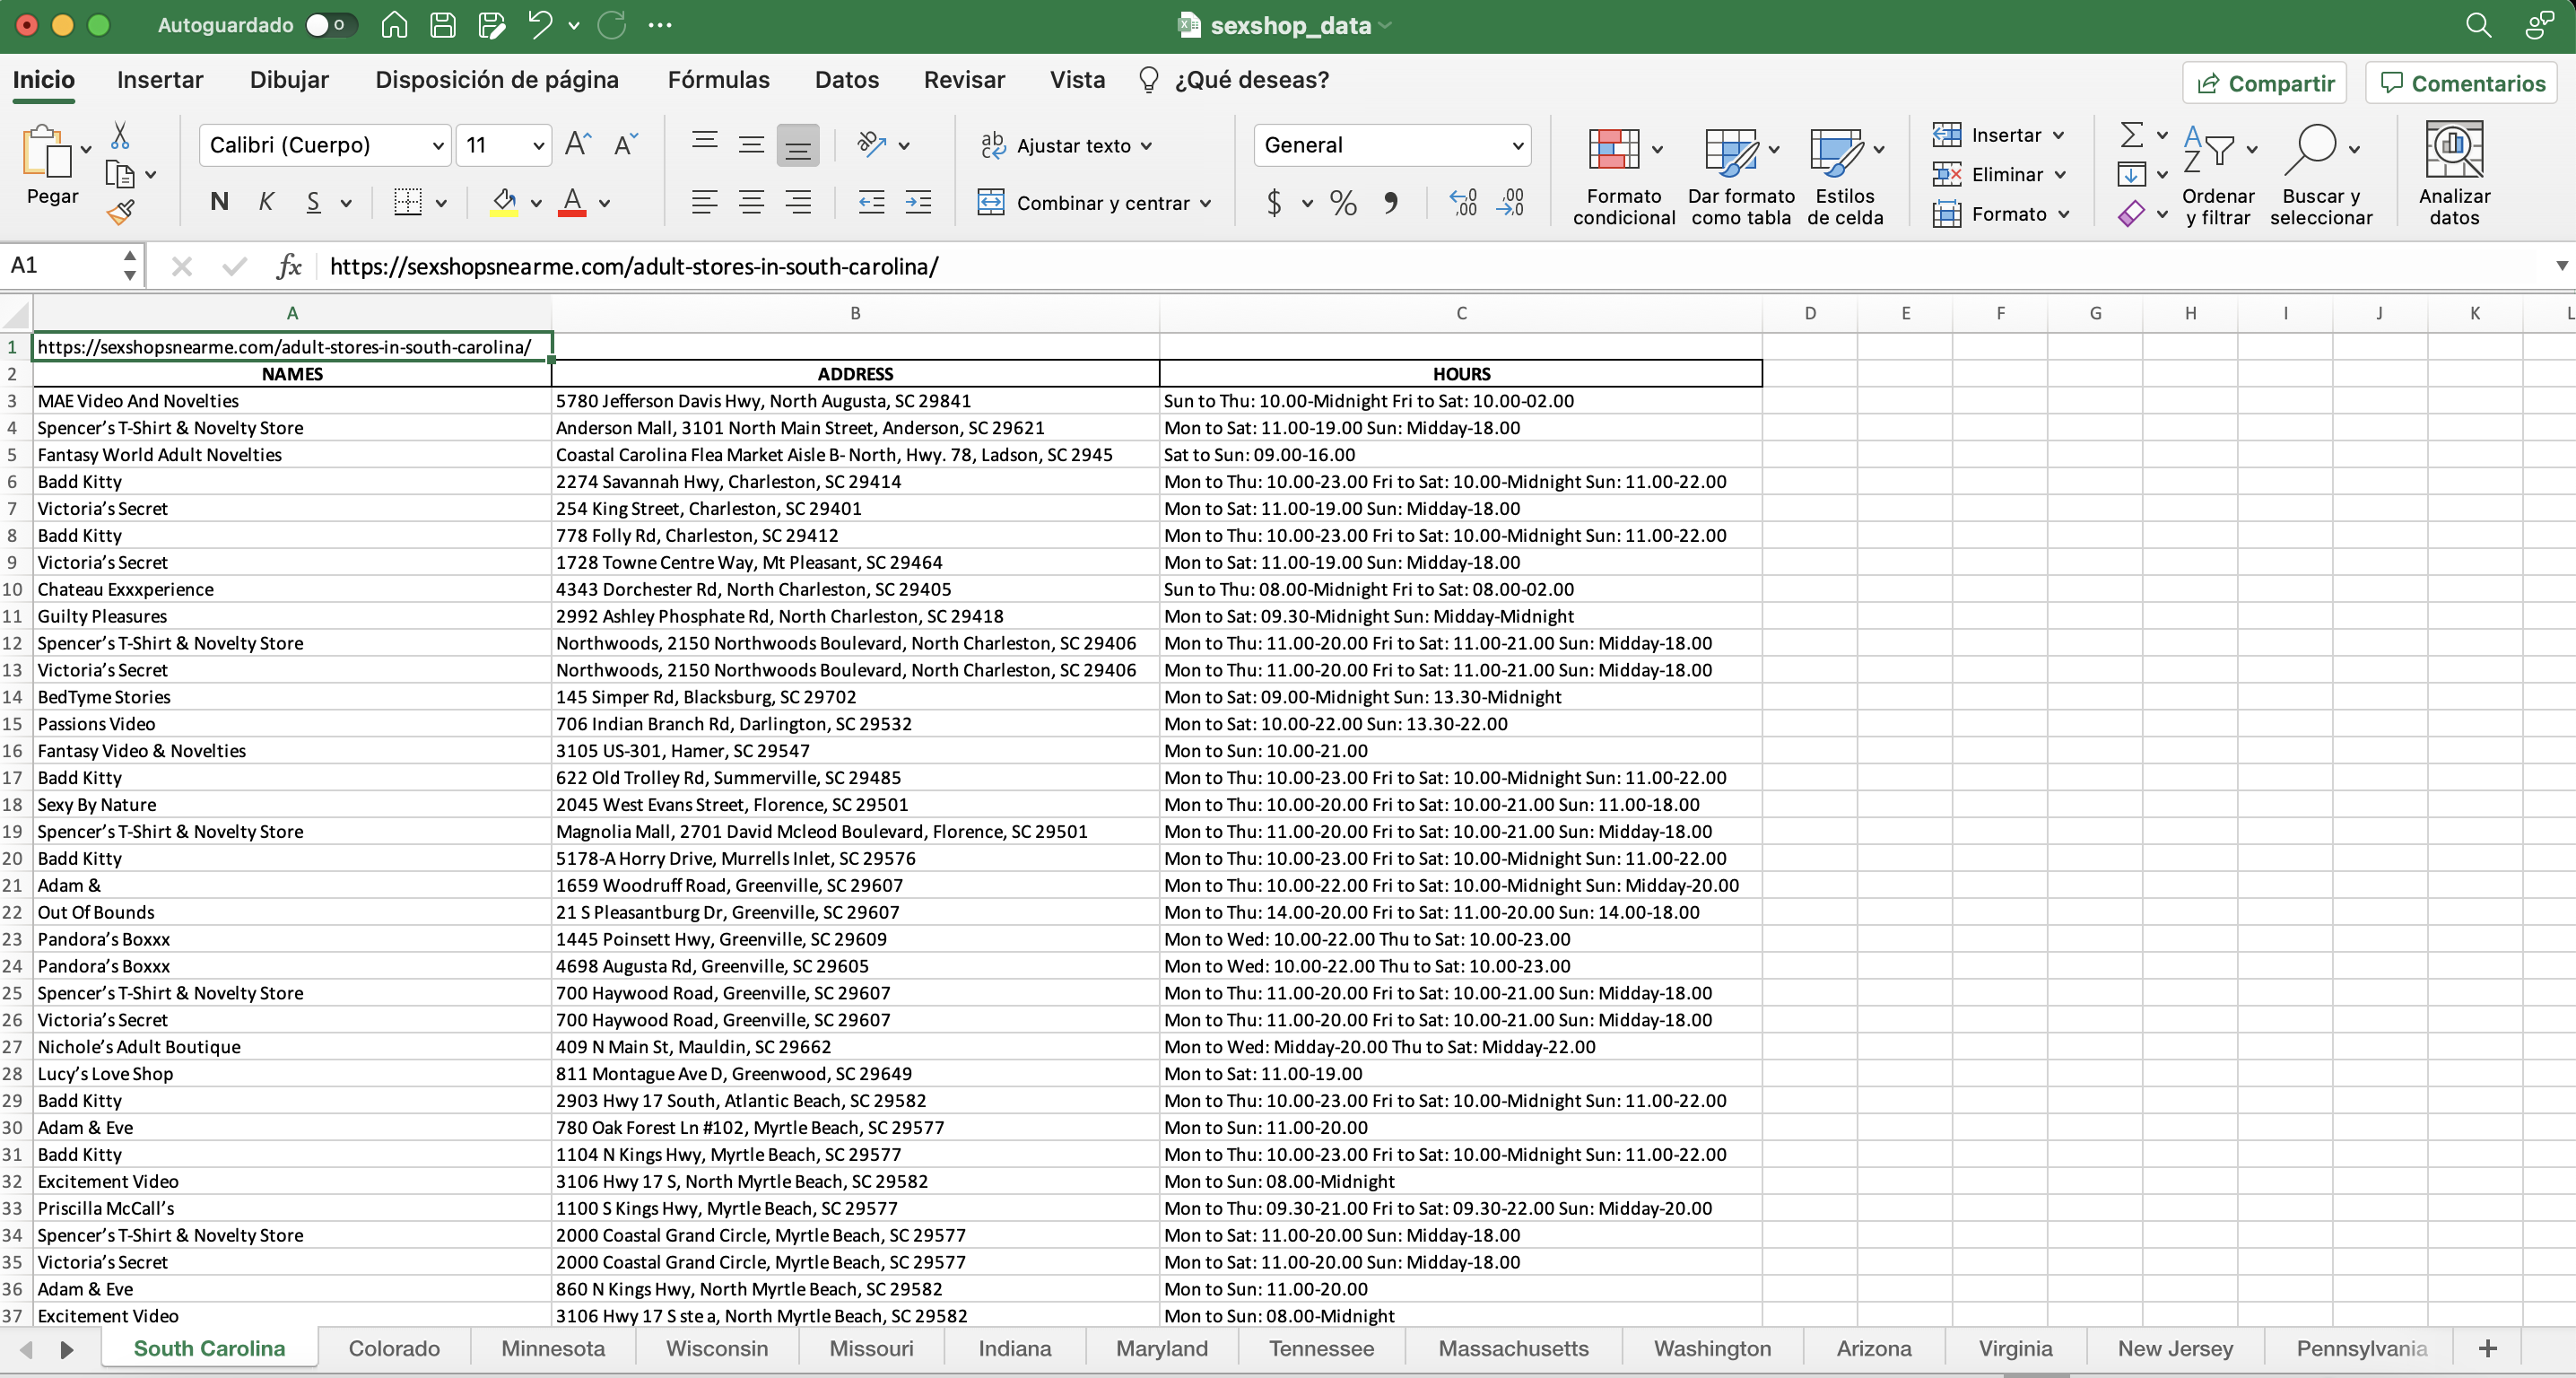 Autoguardado O sexshop_data
Inicio Insertar Dibujar Disposición de página Fórmulas Datos Revisar Vista ¿Qué deseas? Compartir Comentarios
Pegar Calibri (Cuerpo) 11 A A Ajustar texto General Formato condicional Dar formato como tabla Estilos de celda Insertar Ordenar y filtrar Buscar y seleccionar Analizar datos
N K S A Combinar y centrar $ % Eliminar
Formato
A1 fx https://sexshopsnearme.com/adult-stores-in-south-carolina/
A B C D E F G H I J K L
1 https://sexshopsnearme.com/adult-stores-in-south-carolina/
2 NAMES ADDRESS HOURS
3 MAE Video And Novelties 5780 Jefferson Davis Hwy, North Augusta, SC 29841 Sun to Thu: 10.00-Midnight Fri to Sat: 10.00-02.00
4 Spencer’s T-Shirt & Novelty Store Anderson Mall, 3101 North Main Street, Anderson, SC 29621 Mon to Sat: 11.00-19.00 Sun: Midday-18.00
5 Fantasy World Adult Novelties Coastal Carolina Flea Market Aisle B- North, Hwy. 78, Ladson, SC 2945 Sat to Sun: 09.00-16.00
6 Badd Kitty 2274 Savannah Hwy, Charleston, SC 29414 Mon to Thu: 10.00-23.00 Fri to Sat: 10.00-Midnight Sun: 11.00-22.00
7 Victoria’s Secret 254 King Street, Charleston, SC 29401 Mon to Sat: 11.00-19.00 Sun: Midday-18.00
8 Badd Kitty 778 Folly Rd, Charleston, SC 29412 Mon to Thu: 10.00-23.00 Fri to Sat: 10.00-Midnight Sun: 11.00-22.00
9 Victoria’s Secret 1728 Towne Centre Way, Mt Pleasant, SC 29464 Mon to Sat: 11.00-19.00 Sun: Midday-18.00
10 Chateau Exxxperience 4343 Dorchester Rd, North Charleston, SC 29405 Sun to Thu: 08.00-Midnight Fri to Sat: 08.00-02.00
11 Guilty Pleasures 2992 Ashley Phosphate Rd, North Charleston, SC 29418 Mon to Sat: 09.30-Midnight Sun: Midday-Midnight
12 Spencer’s T-Shirt & Novelty Store Northwoods, 2150 Northwoods Boulevard, North Charleston, SC 29406 Mon to Thu: 11.00-20.00 Fri to Sat: 11.00-21.00 Sun: Midday-18.00
13 Victoria’s Secret Northwoods, 2150 Northwoods Boulevard, North Charleston, SC 29406 Mon to Thu: 11.00-20.00 Fri to Sat: 11.00-21.00 Sun: Midday-18.00
14 BedTyme Stories 145 Simper Rd, Blacksburg, SC 29702 Mon to Sat: 09.00-Midnight Sun: 13.30-Midnight
15 Passions Video 706 Indian Branch Rd, Darlington, SC 29532 Mon to Sat: 10.00-22.00 Sun: 13.30-22.00
16 Fantasy Video & Novelties 3105 US-301, Hamer, SC 29547 Mon to Sun: 10.00-21.00
17 Badd Kitty 622 Old Trolley Rd, Summerville, SC 29485 Mon to Thu: 10.00-23.00 Fri to Sat: 10.00-Midnight Sun: 11.00-22.00
18 Sexy By Nature 2045 West Evans Street, Florence, SC 29501 Mon to Thu: 10.00-20.00 Fri to Sat: 10.00-21.00 Sun: 11.00-18.00
19 Spencer’s T-Shirt & Novelty Store Magnolia Mall, 2701 David Mcleod Boulevard, Florence, SC 29501 Mon to Thu: 11.00-20.00 Fri to Sat: 10.00-21.00 Sun: Midday-18.00
20 Badd Kitty 5178-A Horry Drive, Murrells Inlet, SC 29576 Mon to Thu: 10.00-23.00 Fri to Sat: 10.00-Midnight Sun: 11.00-22.00
21 Adam & 1659 Woodruff Road, Greenville, SC 29607 Mon to Thu: 10.00-22.00 Fri to Sat: 10.00-Midnight Sun: Midday-20.00
22 Out Of Bounds 21 S Pleasantburg Dr, Greenville, SC 29607 Mon to Thu: 14.00-20.00 Fri to Sat: 11.00-20.00 Sun: 14.00-18.00
23 Pandora’s Boxxx 1445 Poinsett Hwy, Greenville, SC 29609 Mon to Wed: 10.00-22.00 Thu to Sat: 10.00-23.00
24 Pandora’s Boxxx 4698 Augusta Rd, Greenville, SC 29605 Mon to Wed: 10.00-22.00 Thu to Sat: 10.00-23.00
25 Spencer’s T-Shirt & Novelty Store 700 Haywood Road, Greenville, SC 29607 Mon to Thu: 11.00-20.00 Fri to Sat: 10.00-21.00 Sun: Midday-18.00
26 Victoria’s Secret 700 Haywood Road, Greenville, SC 29607 Mon to Thu: 11.00-20.00 Fri to Sat: 10.00-21.00 Sun: Midday-18.00
27 Nichole’s Adult Boutique 409 N Main St, Mauldin, SC 29662 Mon to Wed: Midday-20.00 Thu to Sat: Midday-22.00
28 Lucy’s Love Shop 811 Montague Ave D, Greenwood, SC 29649 Mon to Sat: 11.00-19.00
29 Badd Kitty 2903 Hwy 17 South, Atlantic Beach, SC 29582 Mon to Thu: 10.00-23.00 Fri to Sat: 10.00-Midnight Sun: 11.00-22.00
30 Adam & Eve 780 Oak Forest Ln #102, Myrtle Beach, SC 29577 Mon to Sun: 11.00-20.00
31 Badd Kitty 1104 N Kings Hwy, Myrtle Beach, SC 29577 Mon to Thu: 10.00-23.00 Fri to Sat: 10.00-Midnight Sun: 11.00-22.00
32 Excitement Video 3106 Hwy 17 S, North Myrtle Beach, SC 29582 Mon to Sun: 08.00-Midnight
33 Priscilla McCall’s 1100 S Kings Hwy, Myrtle Beach, SC 29577 Mon to Thu: 09.30-21.00 Fri to Sat: 09.30-22.00 Sun: Midday-20.00
34 Spencer’s T-Shirt & Novelty Store 2000 Coastal Grand Circle, Myrtle Beach, SC 29577 Mon to Sat: 11.00-20.00 Sun: Midday-18.00
35 Victoria’s Secret 2000 Coastal Grand Circle, Myrtle Beach, SC 29577 Mon to Sat: 11.00-20.00 Sun: Midday-18.00
36 Adam & Eve 860 N Kings Hwy, North Myrtle Beach, SC 29582 Mon to Sun: 11.00-20.00
37 Excitement Video 3106 Hwy 17 S ste a, North Myrtle Beach, SC 29582 Mon to Sun: 08.00-Midnight
South Carolina Colorado Minnesota Wisconsin Missouri Indiana Maryland Tennessee Massachusetts Washington Arizona Virginia New Jersey Pennsylvania +